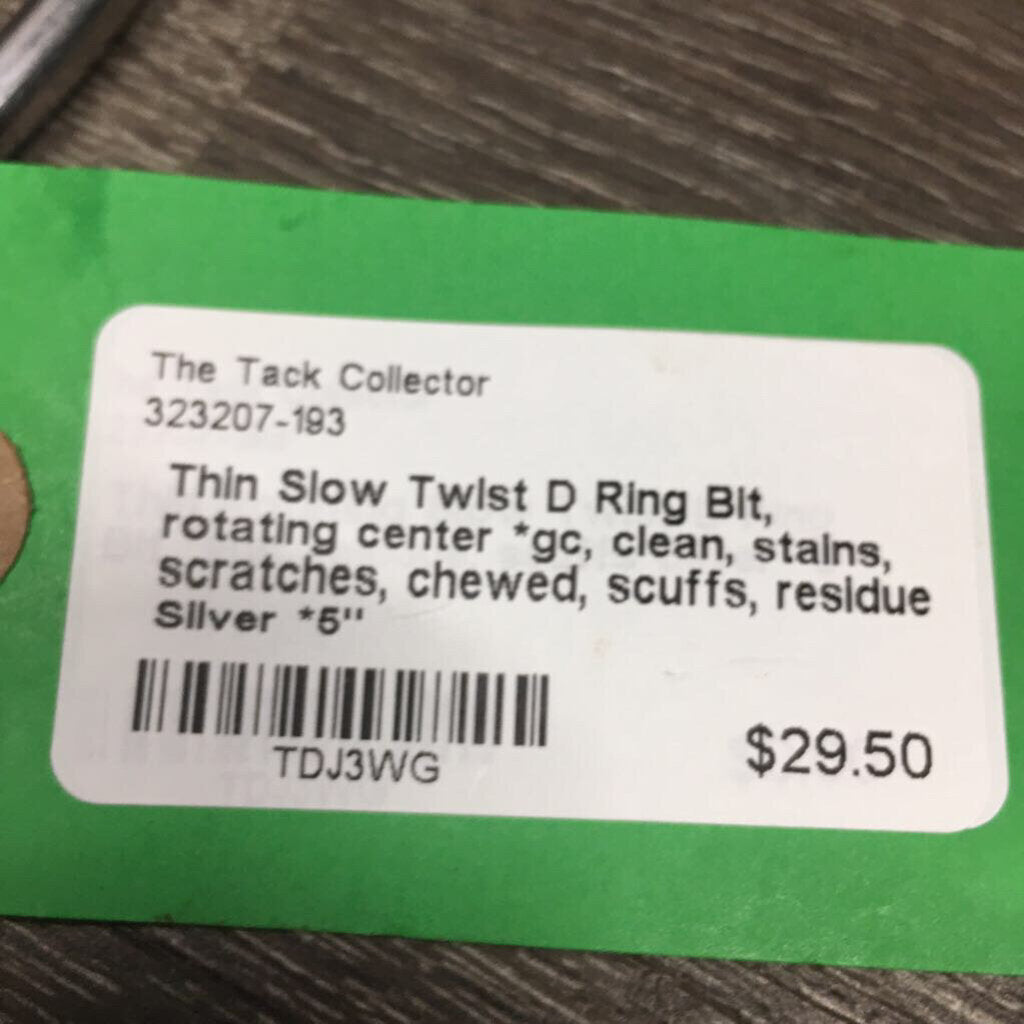 The Tack Collector
323207-193
Thin Slow Twist D Ring Bit,
rotating center *gc, clean, stains,
scratches, chewed, scuffs, residue
Silver *5"
TDJ3WG
$29.50